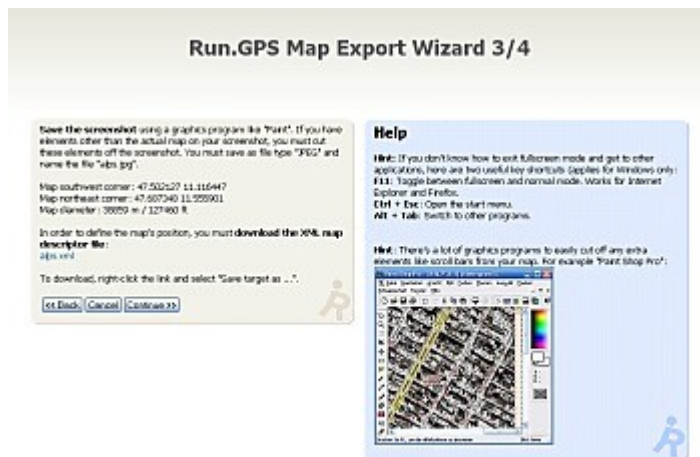 Run.GPS Map Export Wizard 3/4
Save the screenshot using a graphics program like "Paint". If you have
elements other than the actual map on your screenshot, you must cut
these elements off the screenshot. You must save as file type "JPEG" and
name the file "alps.jpg".
Map southwest corner: 47.502127 11.116447
Map northeast corner: 11.555901
Map diameter: m / ft.
In order to define the map's position, you must download the XML map
descriptor file:
alps.xml
To download, right-click the link and select "Save target as ...".
<< Back Cancel Continue >>
Help
Hint: If you don't know how to exit fullscreen mode and get to other
applications, here are two useful key shortcuts (applies for Windows only):
F11: Toggle between fullscreen and normal mode. Works for Internet
Explorer and Firefox.
Ctrl + Esc: Open the start menu.
Alt + Tab: Switch to other programs.
Hint: There's a lot of graphics programs to easily cut off any extra
elements like scroll bars from your map. For example "Paint Shop Pro":